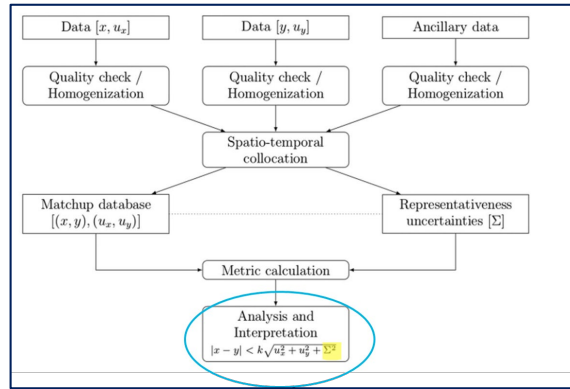 Data [x, u_x]
Data [y, u_y]
Ancillary data
Quality check /
Homogenization
Quality check /
Homogenization
Quality check /
Homogenization
Spatio-temporal
collocation
Matchup database
[(x, y), (u_x, u_y)]
Representativeness
uncertainties [Σ]
Metric calculation
Analysis and
Interpretation
|x − y| < k√(u_x² + u_y² + Σ²)